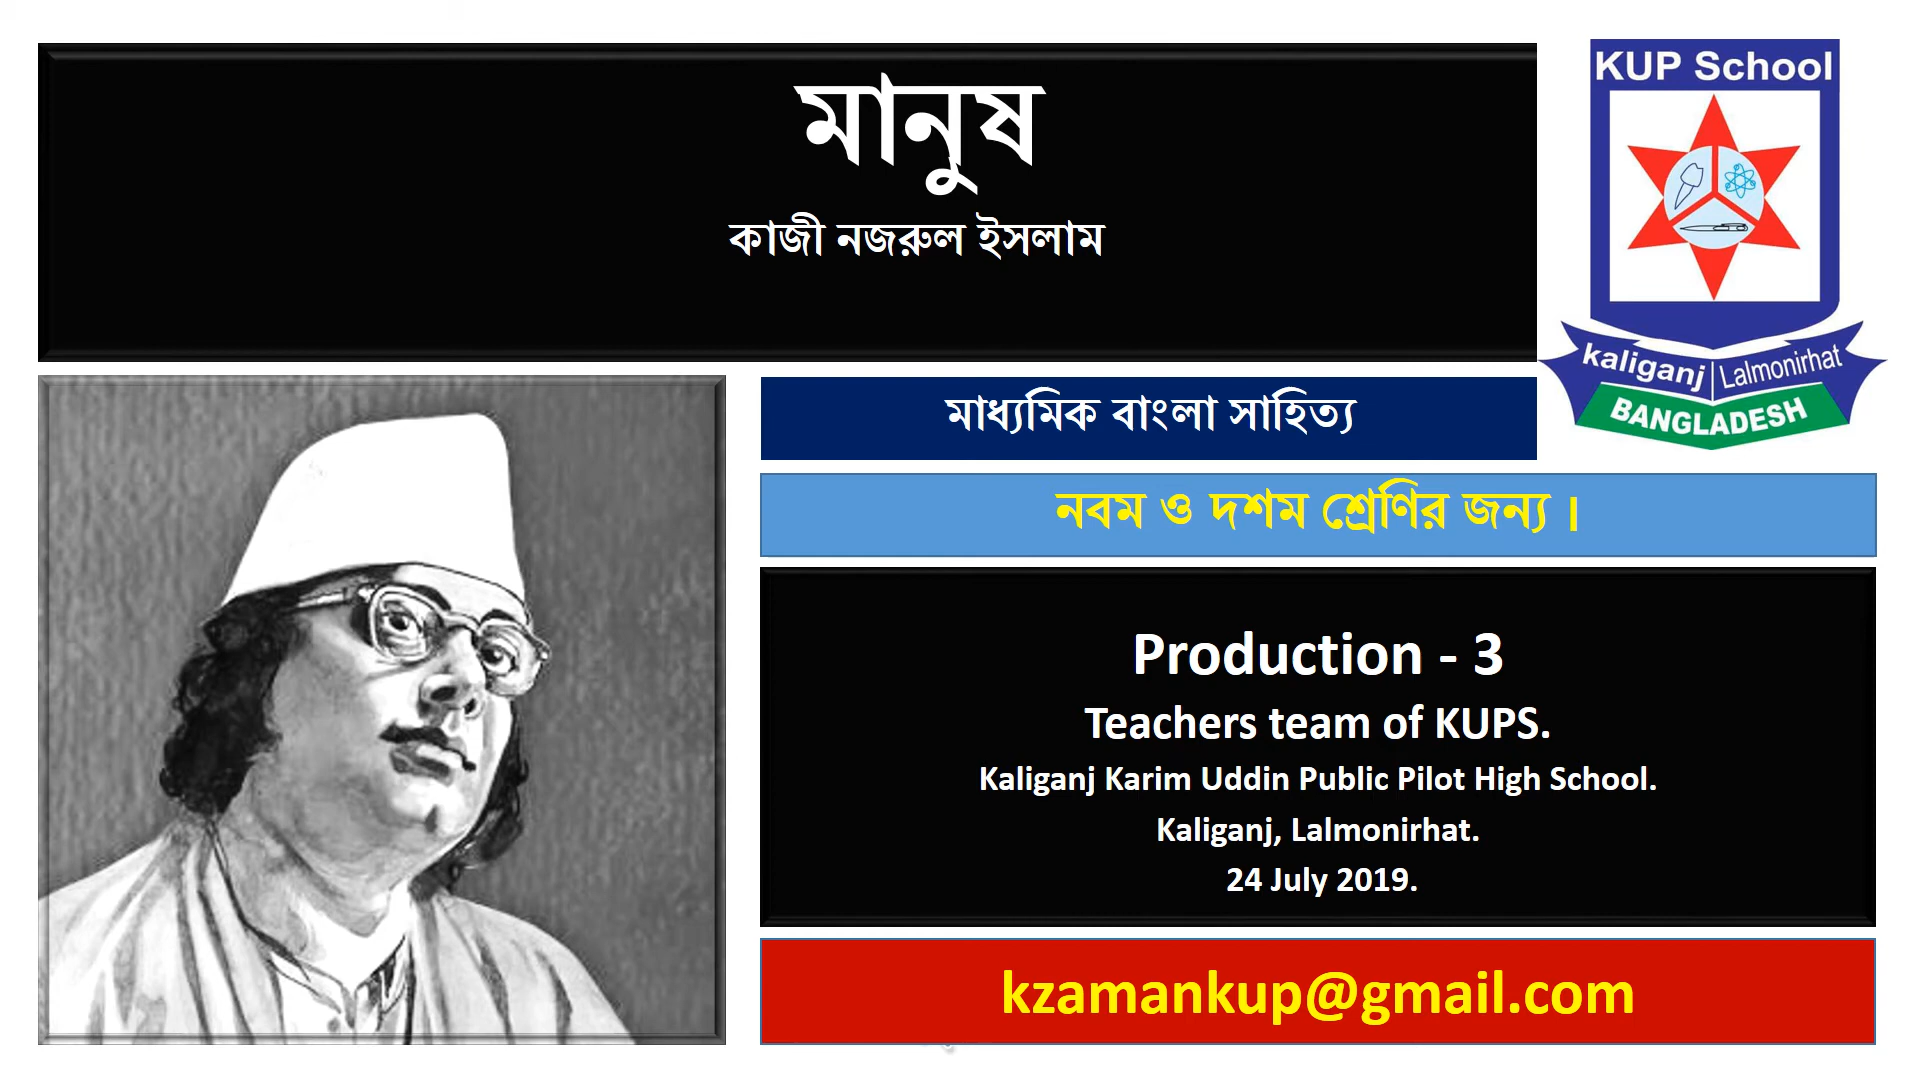 মানুষ
কাজী নজরুল ইসলাম
KUP School
kaliganj Lalmonirhat
BANGLADESH
মাধ্যমিক বাংলা সাহিত্য
নবম ও দশম শ্রেণির জন্য ।
Production - 3
Teachers team of KUPS.
Kaliganj Karim Uddin Public Pilot High School.
Kaliganj, Lalmonirhat.
24 July 2019.
kzamankup@gmail.com